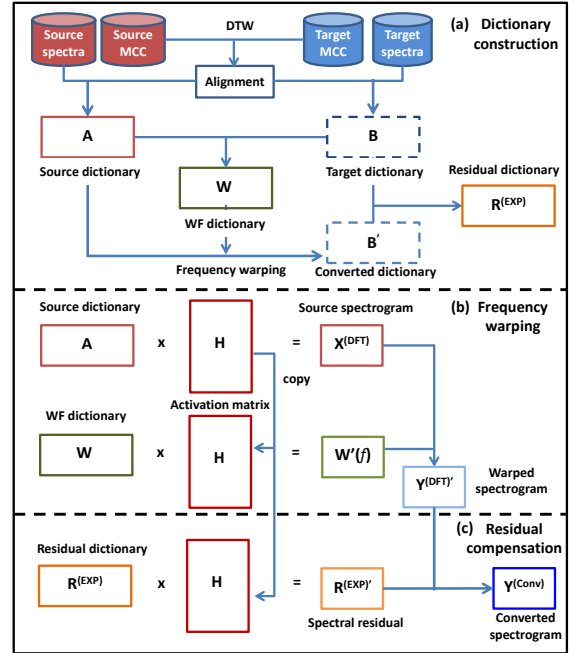 Source
spectra
Source
MCC
DTW
Target
MCC
Target
spectra
(a) Dictionary
construction
Alignment
A
B
Source dictionary
Target dictionary
Residual dictionary
W
R(EXP)
WF dictionary
B'
Frequency warping
Converted dictionary
Source dictionary
Source spectrogram
(b) Frequency
warping
A
x
H
=
X(DFT)
copy
Activation matrix
WF dictionary
W
x
H
=
W'(f)
Y(DFT)'
Warped
spectrogram
(c) Residual
compensation
Residual dictionary
R(EXP)
x
H
=
R(EXP)'
Y(Conv)
Spectral residual
Converted
spectrogram